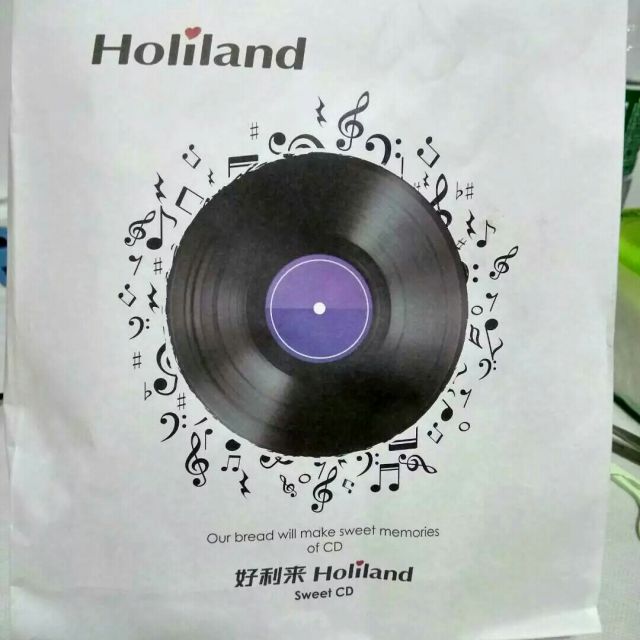 Holiland
Our bread will make sweet memories
of CD
好利来 Holiland
Sweet CD